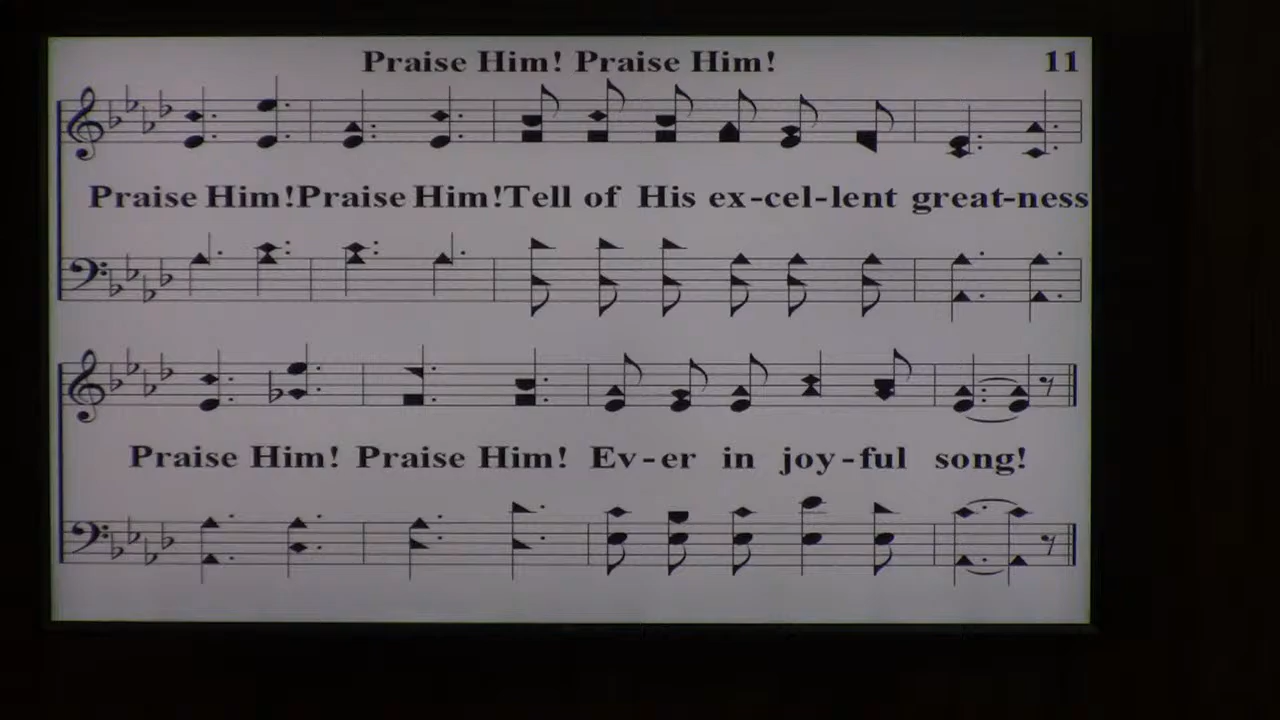 Praise Him! Praise Him! 11
Praise Him!Praise Him!Tell of His ex-cel-lent great-ness
Praise Him! Praise Him! Ev-er in joy-ful song!